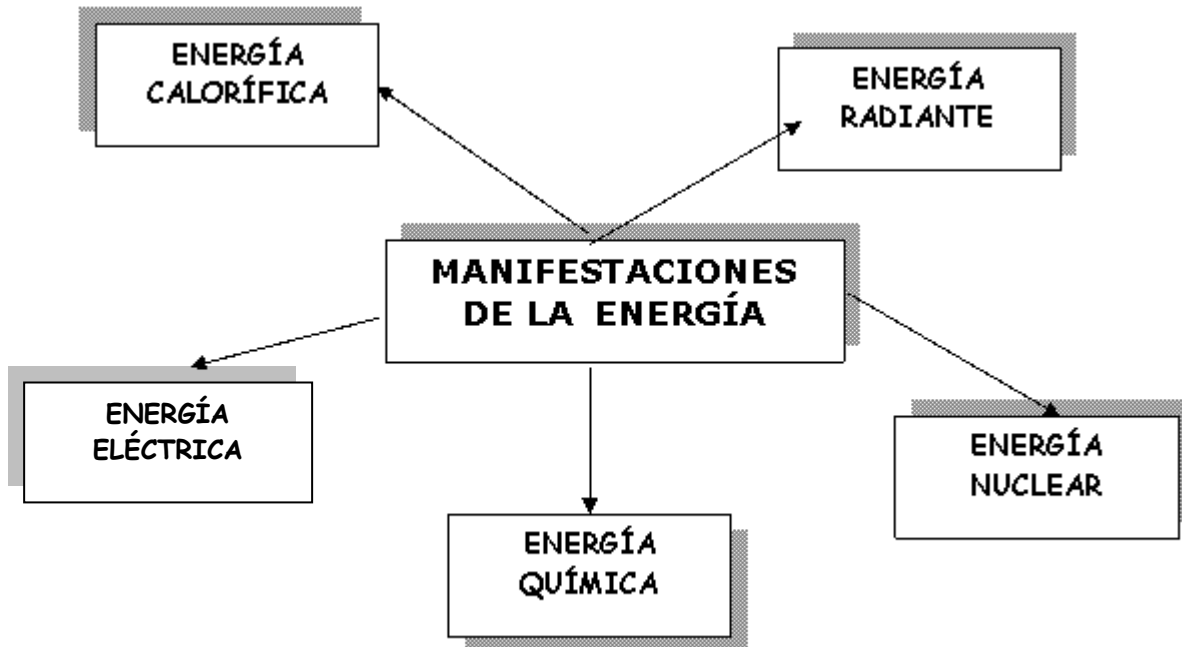 ENERGÍA
CALORÍFICA
ENERGÍA
RADIANTE
MANIFESTACIONES
DE LA ENERGÍA
ENERGÍA
ELÉCTRICA
ENERGÍA
NUCLEAR
ENERGÍA
QUÍMICA